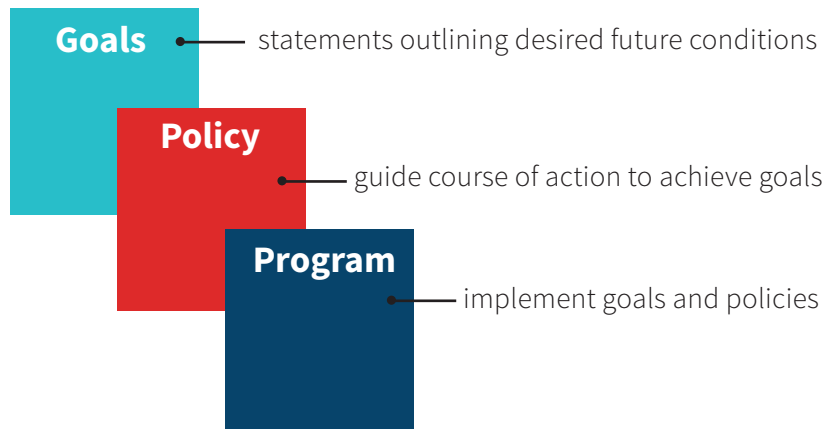 Goals
statements outlining desired future conditions
Policy
guide course of action to achieve goals
Program
implement goals and policies